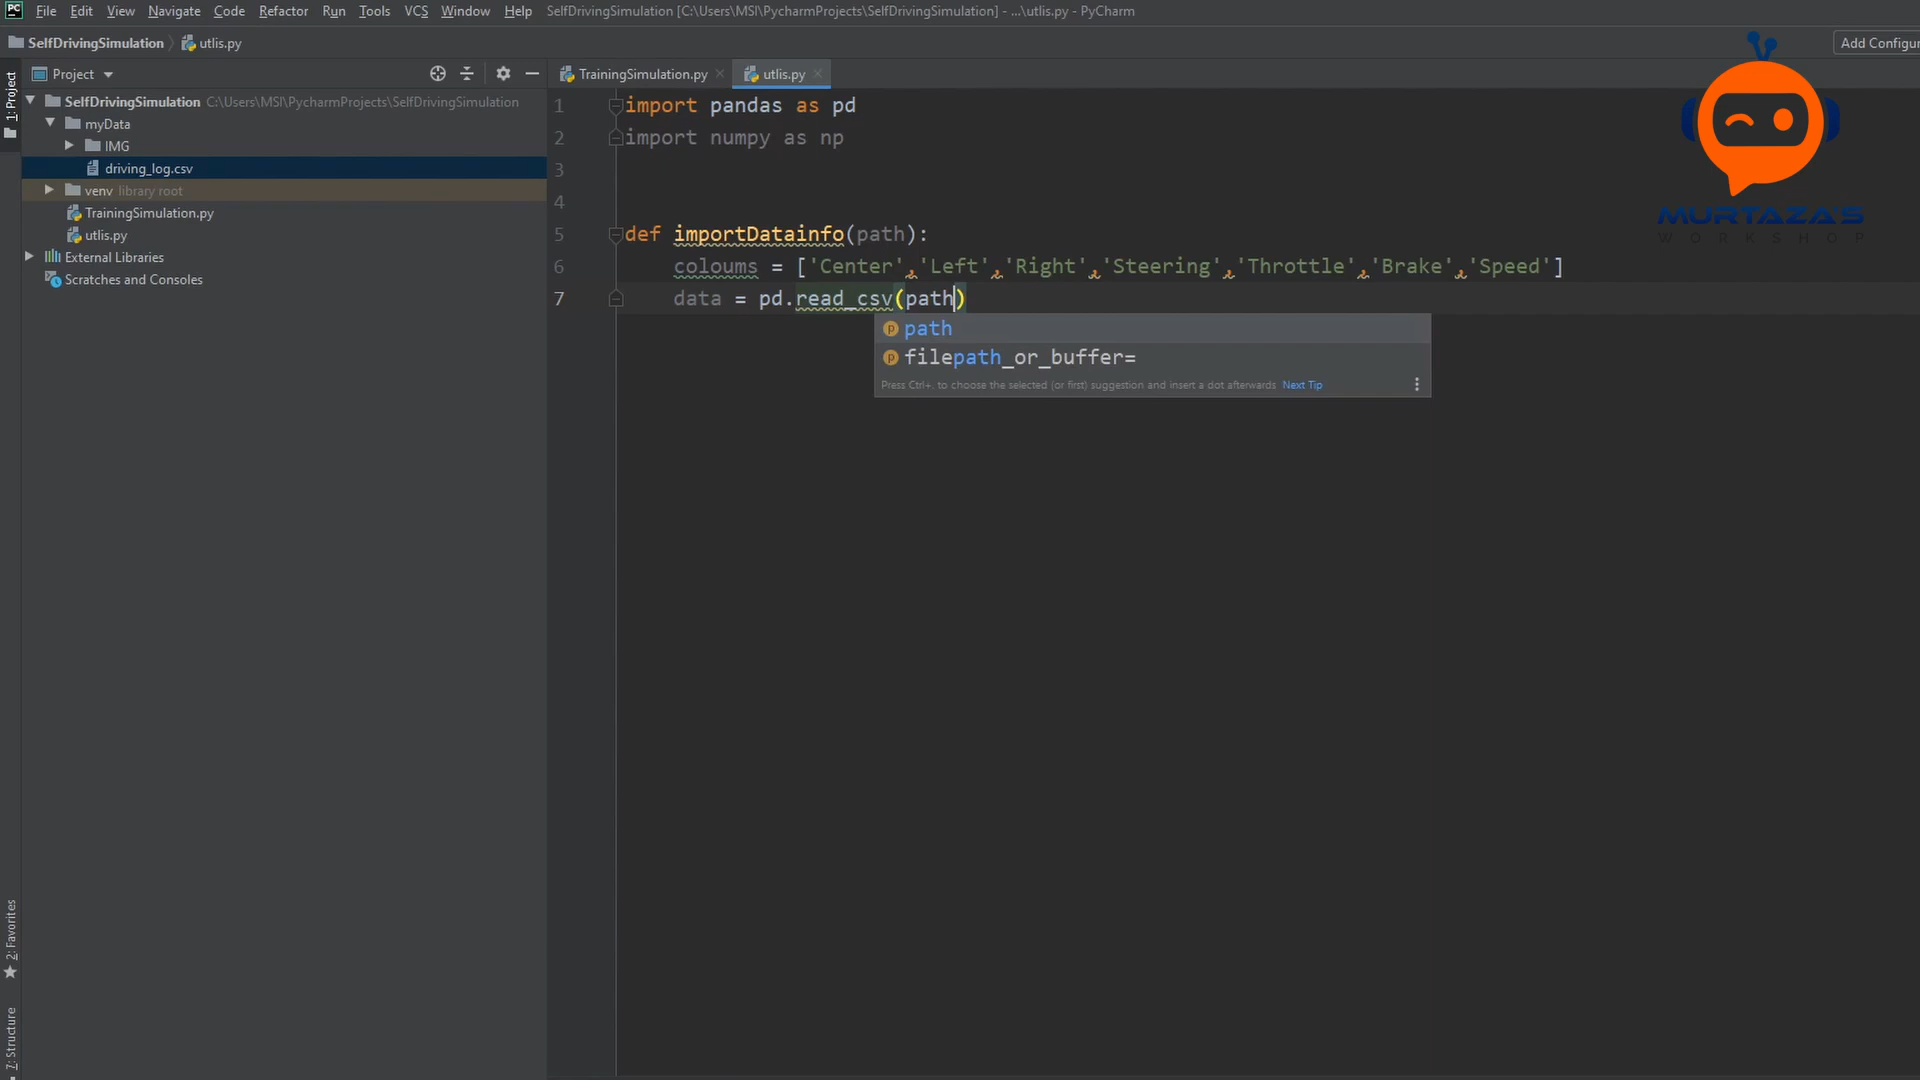 PC File Edit View Navigate Code Refactor Run Tools VCS Window Help SelfDrivingSimulation [C:\Users\MSI\PycharmProjects\SelfDrivingSimulation] - ...\utlis.py - PyCharm
SelfDrivingSimulation utlis.py Add Configur
Project TrainingSimulation.py utlis.py
1: Project
SelfDrivingSimulation C:\Users\MSI\PycharmProjects\SelfDrivingSimulation
myData
IMG
driving_log.csv
venv library root
TrainingSimulation.py
utlis.py
External Libraries
Scratches and Consoles
1 import pandas as pd
2 import numpy as np
3
4
5 def importDatainfo(path):
6 coloums = ['Center','Left','Right','Steering','Throttle','Brake','Speed']
7 data = pd.read_csv(path)
p path
p filepath_or_buffer=
Press Ctrl+. to choose the selected (or first) suggestion and insert a dot afterwards Next Tip
MURTAZA'S
WORKSHOP
2: Favorites
7: Structure